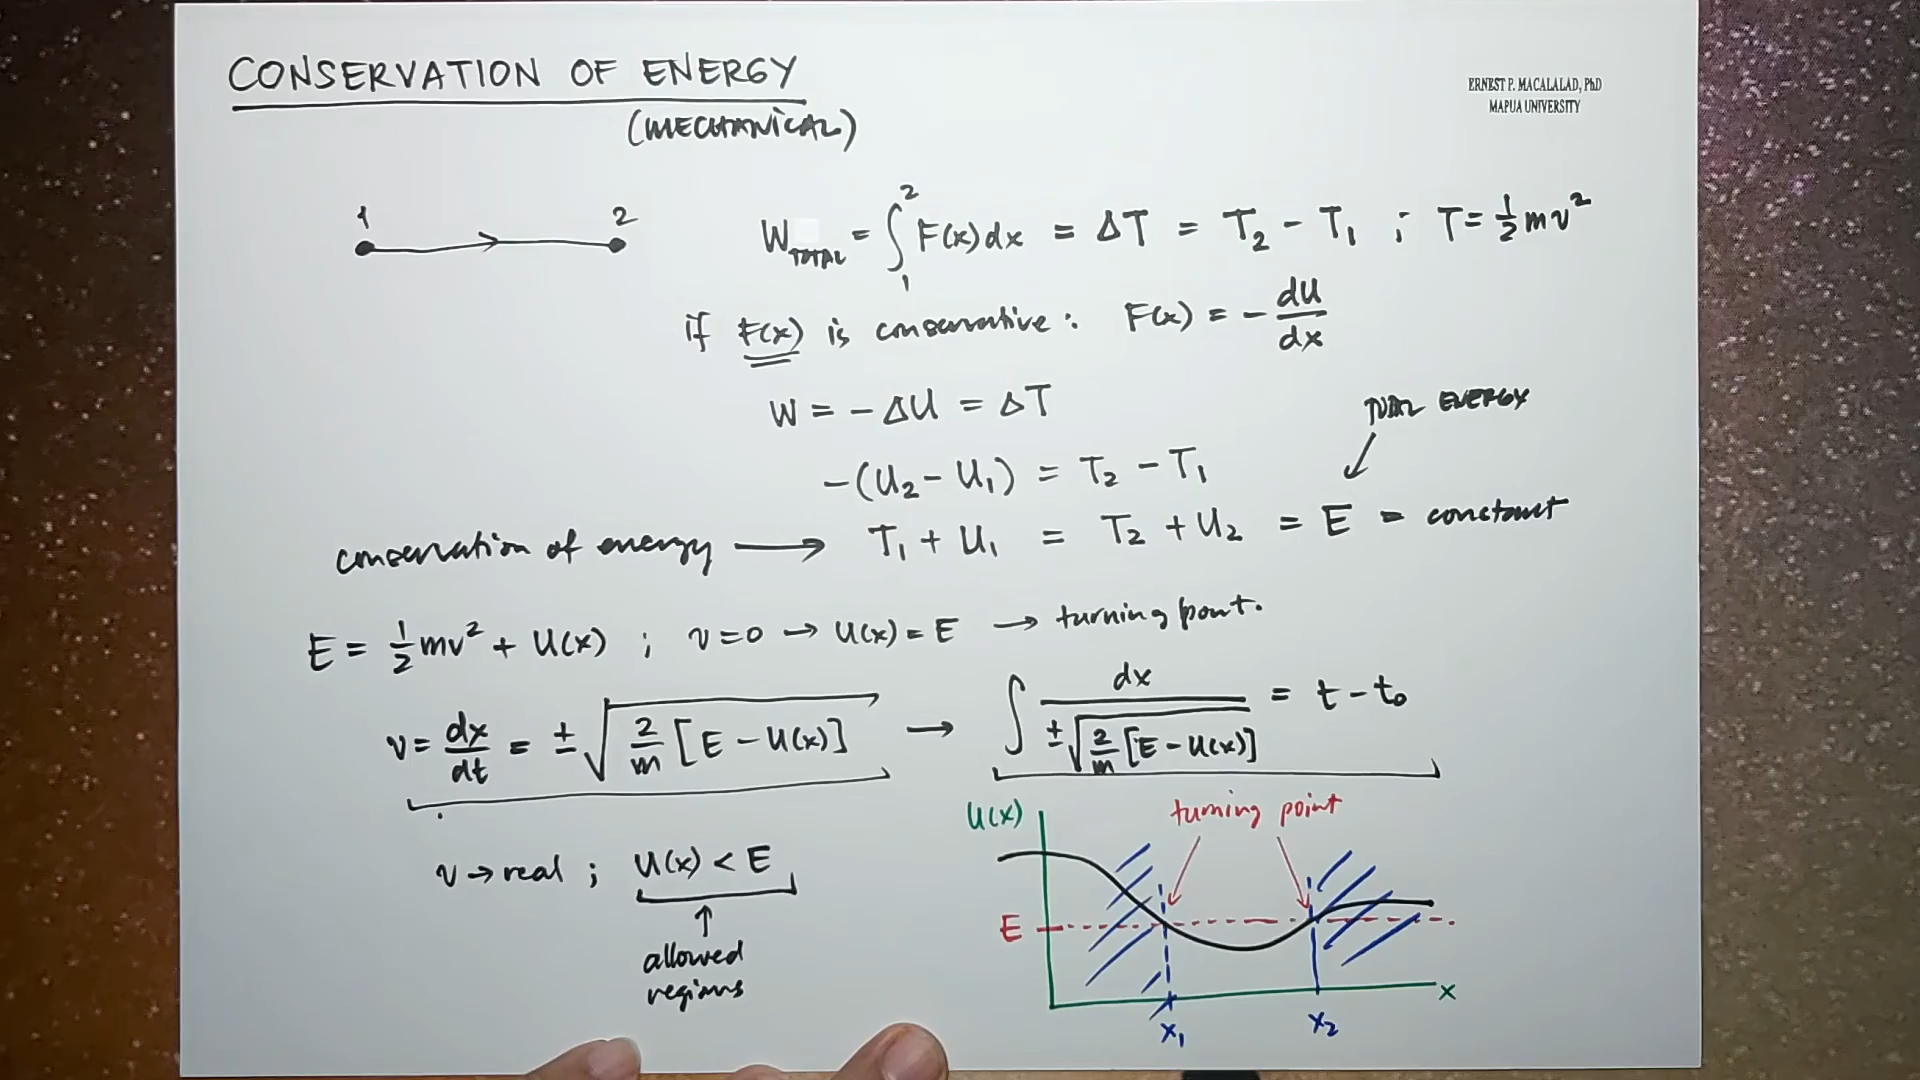 CONSERVATION OF ENERGY
(MECHANICAL)
ERNEST P. MACALALAD, PhD
MAPUA UNIVERSITY
1 2
W_TOTAL = ∫₁² F(x)dx = ΔT = T₂ - T₁ ; T = ½mv²
if F(x) is conservative: F(x) = - dU/dx
W = -ΔU = ΔT
TOTAL ENERGY
-(U₂ - U₁) = T₂ - T₁
conservation of energy → T₁ + U₁ = T₂ + U₂ = E = constant
E = ½mv² + U(x) ; v=0 → U(x) = E → turning point.
v = dx/dt = ±√(2/m [E - U(x)]) → ∫ dx / ±√(2/m [E - U(x)]) = t - t₀
v → real ; U(x) < E
↑
allowed
regions
U(x)
turning point
E
x
x₁ x₂